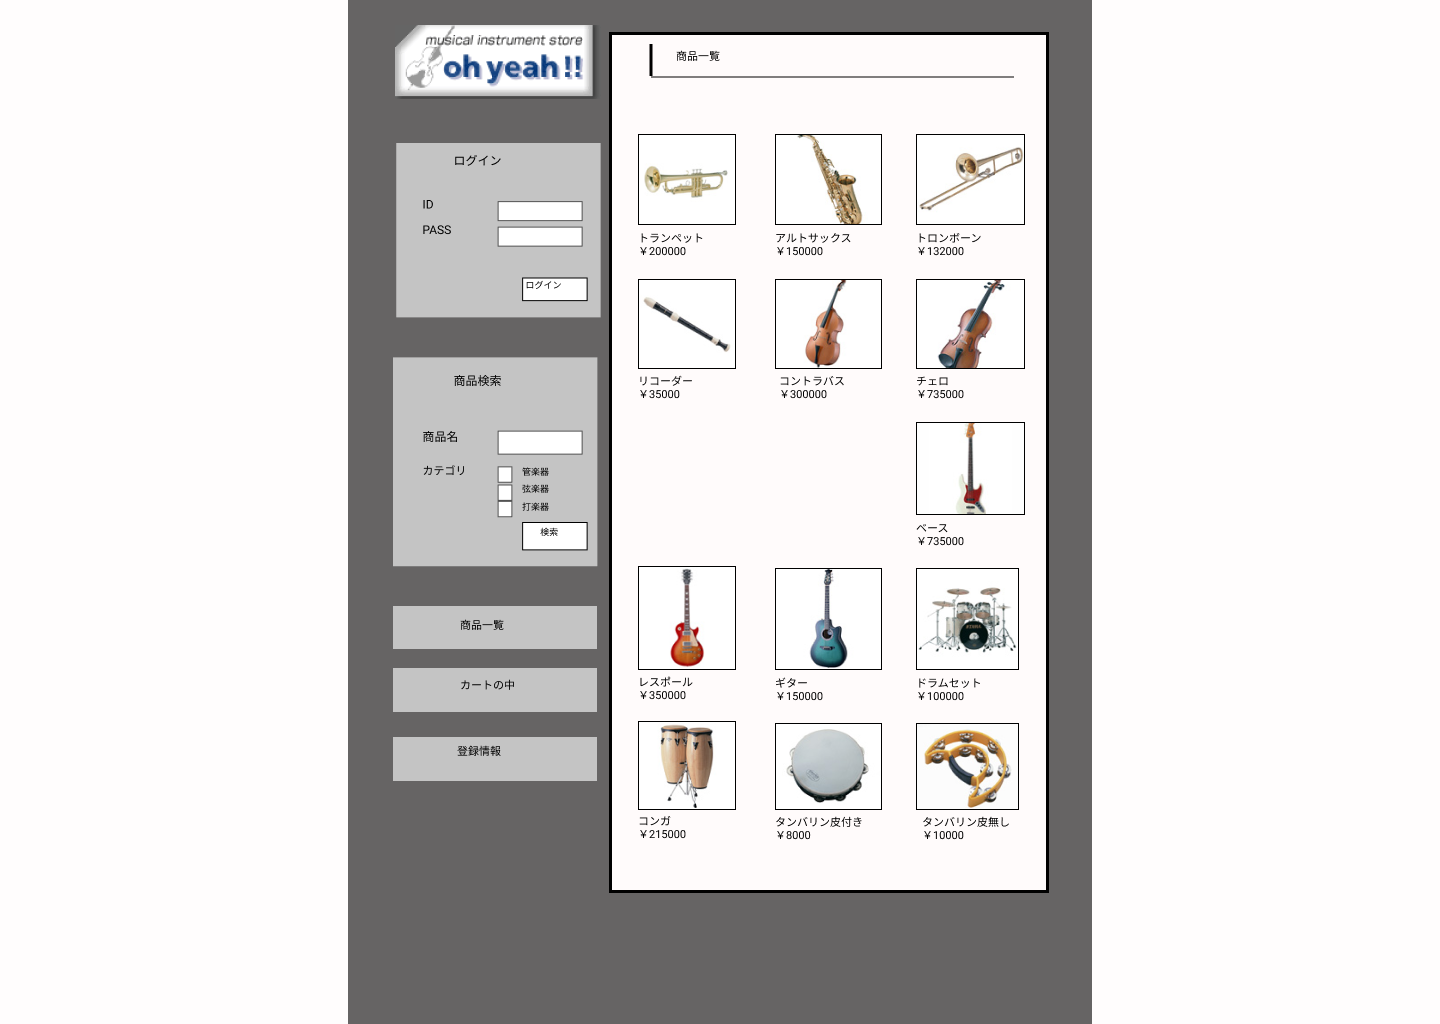 musical instrument store
oh yeah !!
ログイン
ID
PASS
ログイン
商品検索
商品名
カテゴリ
管楽器
弦楽器
打楽器
検索
商品一覧
カートの中
登録情報
商品一覧
トランペット
￥200000
アルトサックス
￥150000
トロンボーン
￥132000
リコーダー
￥35000
コントラバス
￥300000
チェロ
￥735000
ベース
￥735000
レスポール
￥350000
ギター
￥150000
ドラムセット
￥100000
コンガ
￥215000
タンバリン皮付き
￥8000
タンバリン皮無し
￥10000